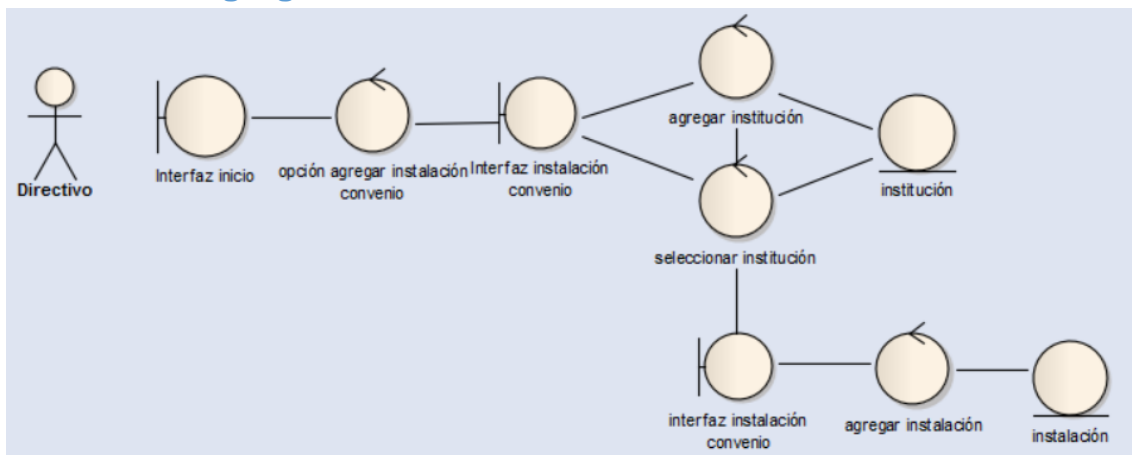 Directivo
Interfaz inicio
opción agregar instalación
convenio
Interfaz instalación
convenio
agregar institución
institución
seleccionar institución
interfaz instalación
convenio
agregar instalación
instalación